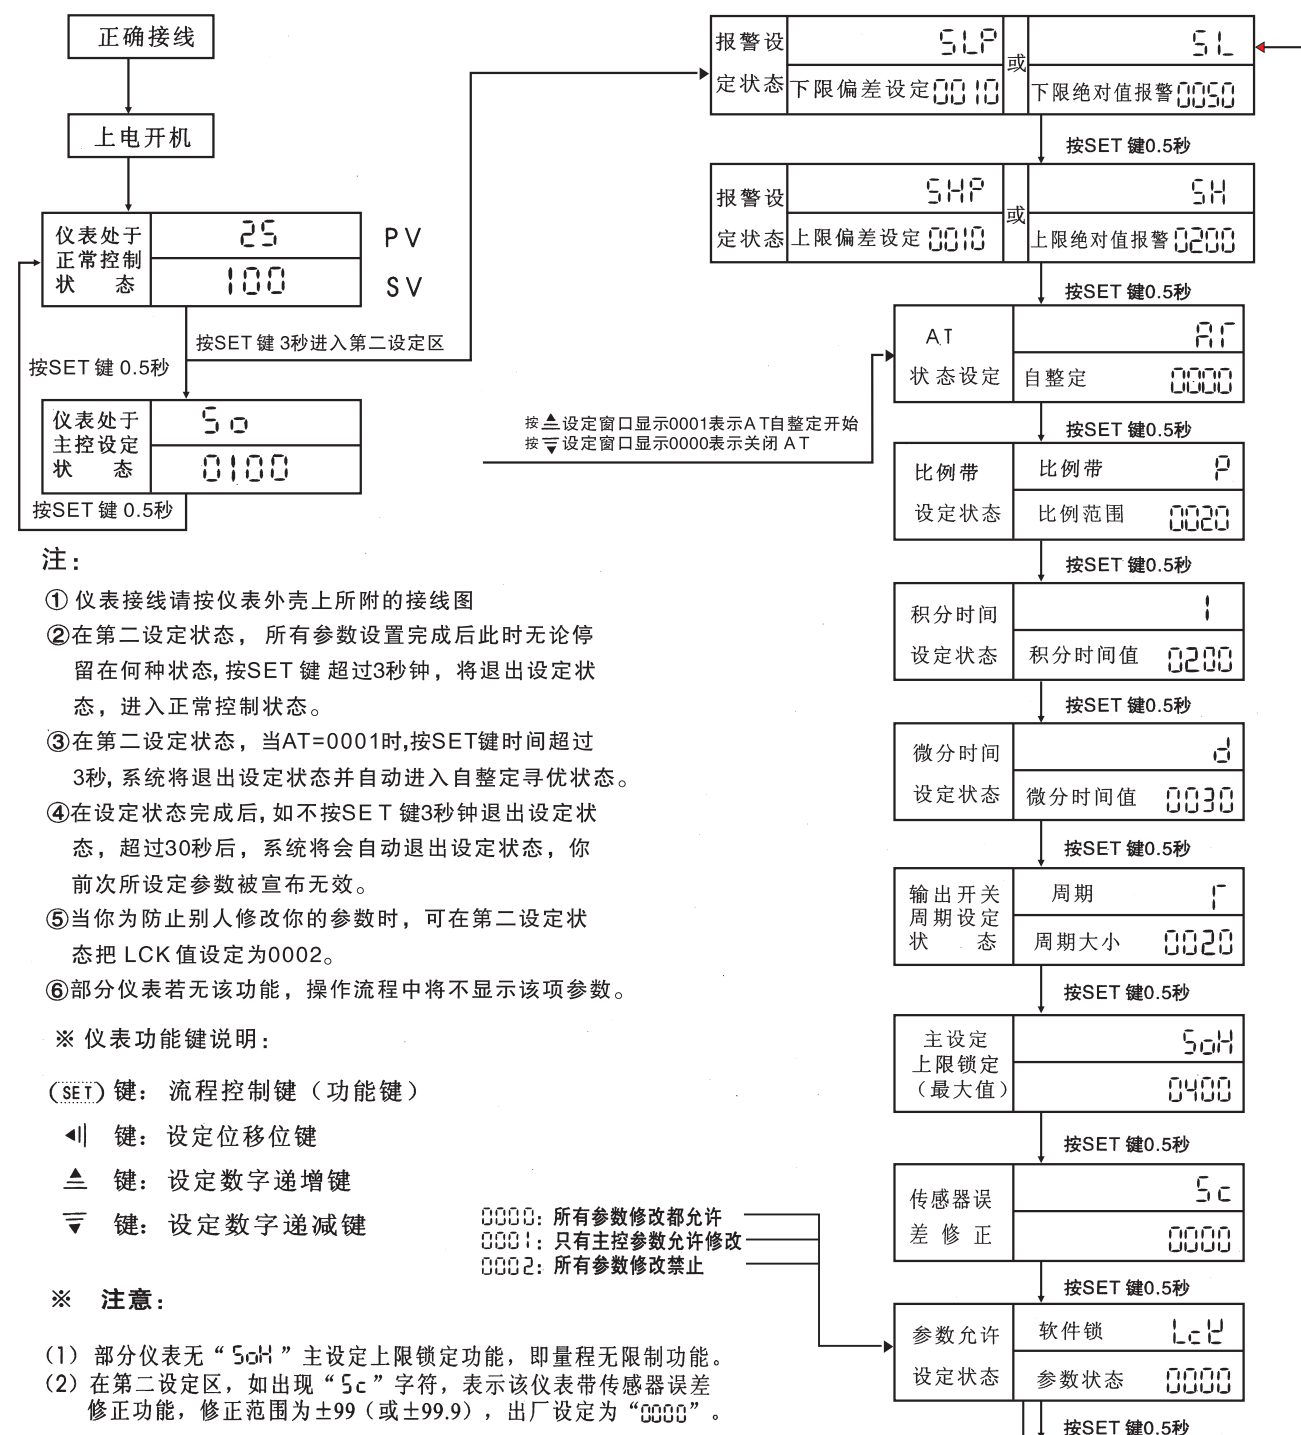 正确接线
上电开机
仪表处于
正常控制
状 态
25
100
PV
SV
按SET 键 3秒进入第二设定区
按SET 键 0.5秒
仪表处于
主控设定
状 态
So
0100
按SET 键 0.5秒
报警设
定状态
SLP
下限偏差设定0010
或
SL
下限绝对值报警0050
按SET 键0.5秒
报警设
定状态
SHP
上限偏差设定0010
或
SH
上限绝对值报警0200
按SET 键0.5秒
AT
状态设定
AT
自整定 0000
按▲设定窗口显示0001表示AT自整定开始
按▼设定窗口显示0000表示关闭 AT
按SET 键0.5秒
比例带
设定状态
比例带 P
比例范围 0020
按SET 键0.5秒
积分时间
设定状态
I
积分时间值 0200
按SET 键0.5秒
微分时间
设定状态
d
微分时间值 0030
按SET 键0.5秒
输出开关
周期设定
状 态
周期 T
周期大小 0020
按SET 键0.5秒
主设定
上限锁定
（最大值）
SoH
0400
按SET 键0.5秒
传感器误
差 修 正
Sc
0000
按SET 键0.5秒
参数允许
设定状态
软件锁 LcK
参数状态 0000
按SET 键0.5秒
注：
①仪表接线请按仪表外壳上所附的接线图
②在第二设定状态， 所有参数设置完成后此时无论停
留在何种状态,按SET 键 超过3秒钟，将退出设定状
态，进入正常控制状态。
③在第二设定状态，当AT=0001时,按SET键时间超过
3秒,系统将退出设定状态并自动进入自整定寻优状态。
④在设定状态完成后,如不按SET 键3秒钟退出设定状
态，超过30秒后，系统将会自动退出设定状态，你
前次所设定参数被宣布无效。
⑤当你为防止别人修改你的参数时，可在第二设定状
态把 LCK 值设定为0002。
⑥部分仪表若无该功能，操作流程中将不显示该项参数。
※ 仪表功能键说明：
（SET）键： 流程控制键（功能键）
键：设定位移位键
▲ 键：设定数字递增键
▼ 键：设定数字递减键
0000：所有参数修改都允许
0001：只有主控参数允许修改
0002：所有参数修改禁止
※ 注意：
（1）部分仪表无“SoH”主设定上限锁定功能，即量程无限制功能。
（2）在第二设定区，如出现“Sc”字符，表示该仪表带传感器误差
修正功能，修正范围为±99（或±99.9），出厂设定为“0000”。